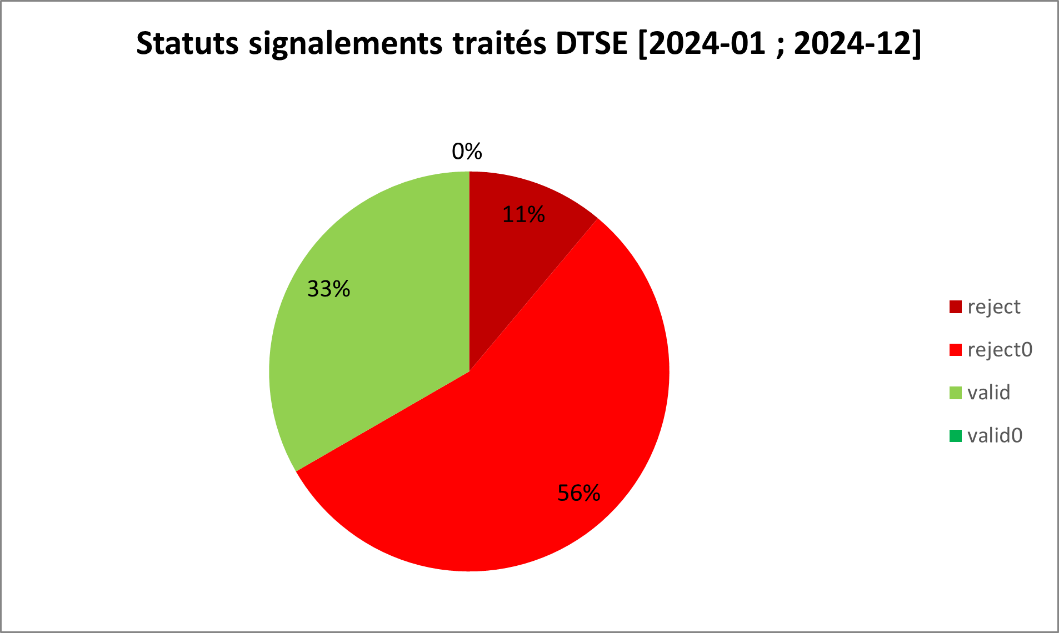 Statuts signalements traités DTSE [2024-01 ; 2024-12]
0%
11%
33%
56%
reject
reject0
valid
valid0